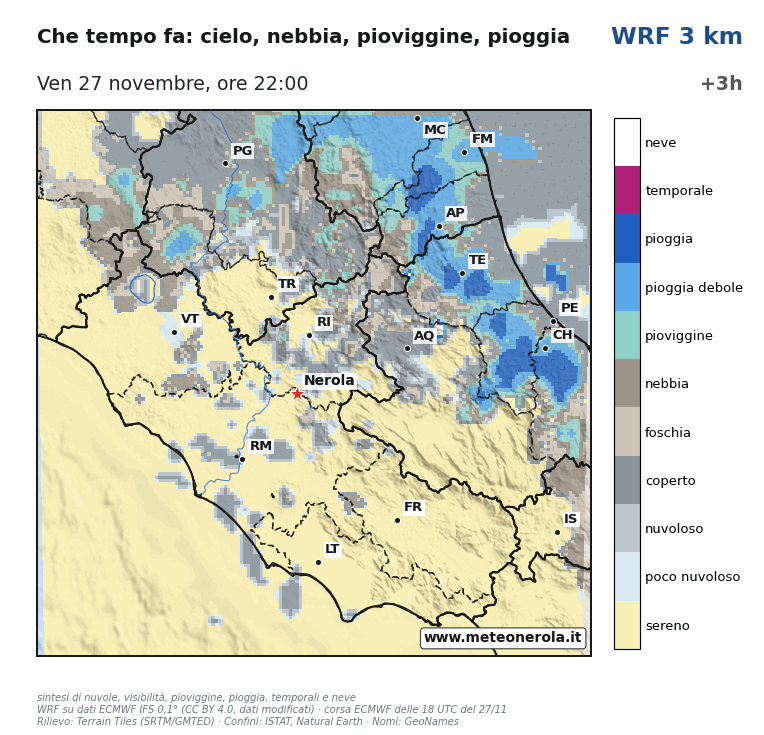 Che tempo fa: cielo, nebbia, pioviggine, pioggia
WRF 3 km
Ven 27 novembre, ore 22:00
+3h
MC
FM
PG
AP
TE
TR
PE
VT
RI
AQ
CH
Nerola
RM
FR
IS
LT
www.meteonerola.it
neve
temporale
pioggia
pioggia debole
pioviggine
nebbia
foschia
coperto
nuvoloso
poco nuvoloso
sereno
sintesi di nuvole, visibilità, pioviggine, pioggia, temporali e neve
WRF su dati ECMWF IFS 0,1° (CC BY 4.0, dati modificati) · corsa ECMWF delle 18 UTC del 27/11
Rilievo: Terrain Tiles (SRTM/GMTED) · Confini: ISTAT, Natural Earth · Nomi: GeoNames